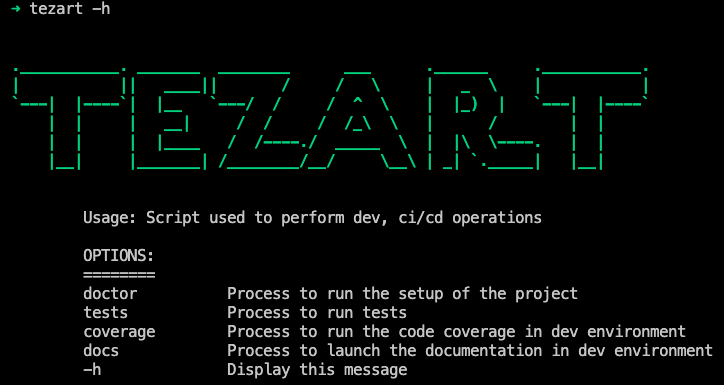 ➜ tezart -h
TEZART
Usage: Script used to perform dev, ci/cd operations
OPTIONS:
========
doctor Process to run the setup of the project
tests Process to run tests
coverage Process to run the code coverage in dev environment
docs Process to launch the documentation in dev environment
-h Display this message